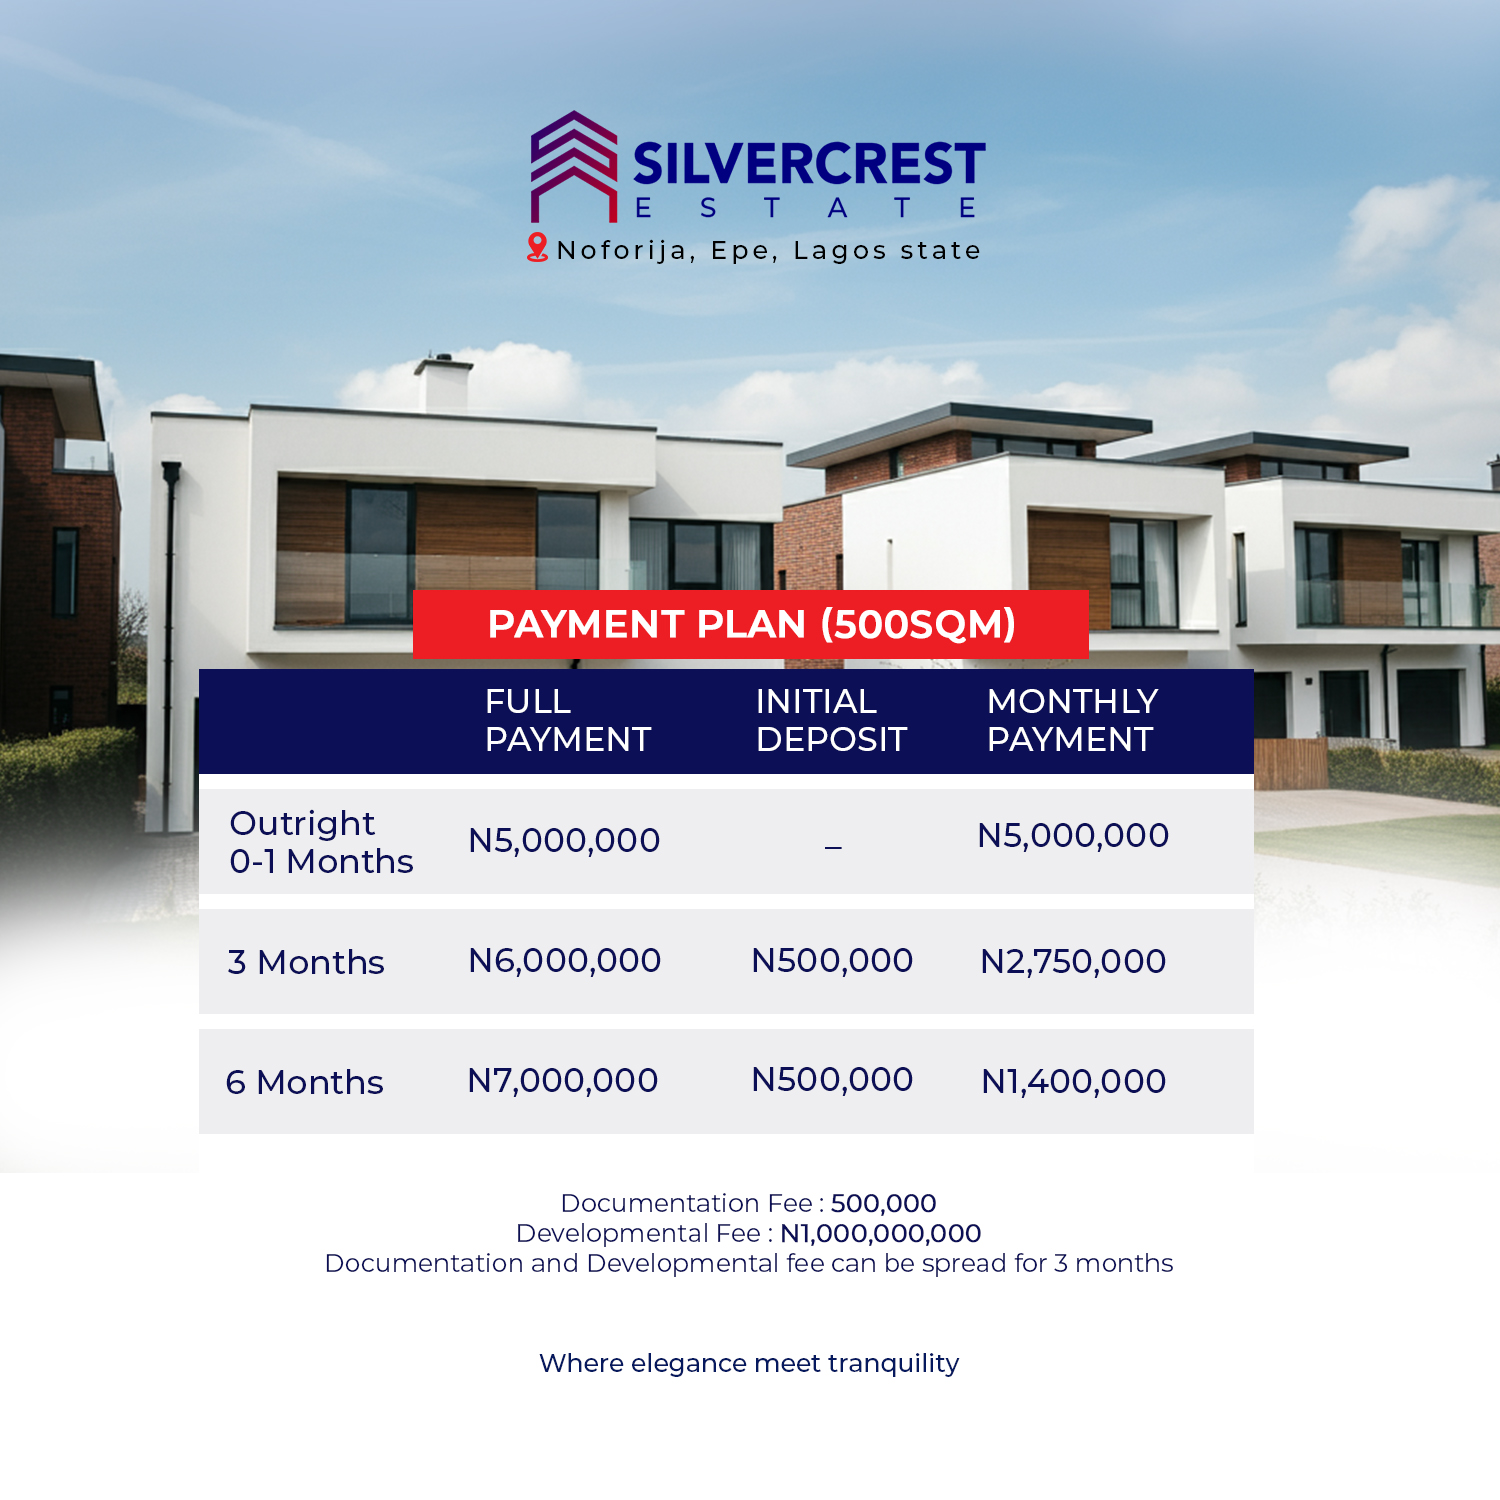 SILVERCREST
ESTATE
Noforija, Epe, Lagos state
PAYMENT PLAN (500SQM)
FULL PAYMENT
INITIAL DEPOSIT
MONTHLY PAYMENT
Outright
0-1 Months
N5,000,000
–
N5,000,000
3 Months
N6,000,000
N500,000
N2,750,000
6 Months
N7,000,000
N500,000
N1,400,000
Documentation Fee : 500,000
Developmental Fee : N1,000,000,000
Documentation and Developmental fee can be spread for 3 months
Where elegance meet tranquility